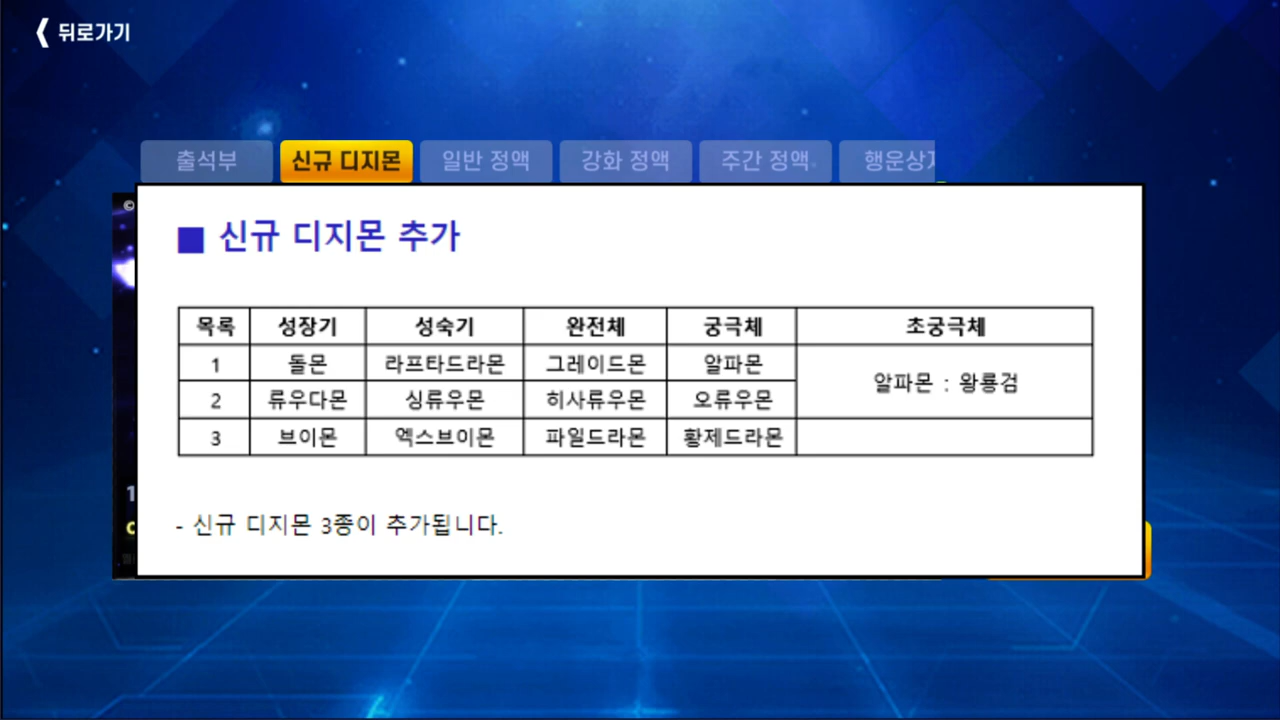 뒤로가기
출석부 신규 디지몬 일반 정액 강화 정액 주간 정액 행운상
©
■ 신규 디지몬 추가
목록 성장기 성숙기 완전체 궁극체 초궁극체
1 돌몬 라프타드라몬 그레이드몬 알파몬 알파몬 : 왕룡검
2 류우다몬 싱류우몬 히사류우몬 오류우몬
3 브이몬 엑스브이몬 파일드라몬 황제드라몬
- 신규 디지몬 3종이 추가됩니다.
1